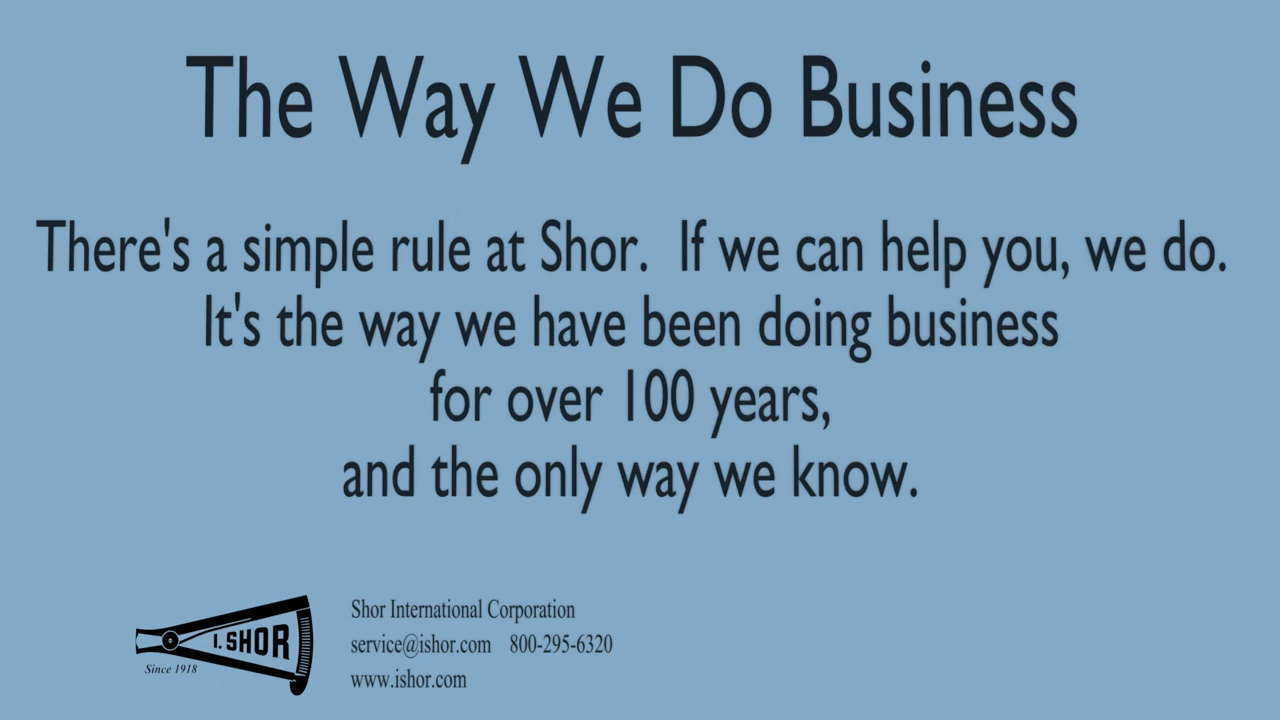 The Way We Do Business
There's a simple rule at Shor.  If we can help you, we do.
It's the way we have been doing business
for over 100 years,
and the only way we know.
I. SHOR
Since 1918
Shor International Corporation
service@ishor.com    800-295-6320
www.ishor.com